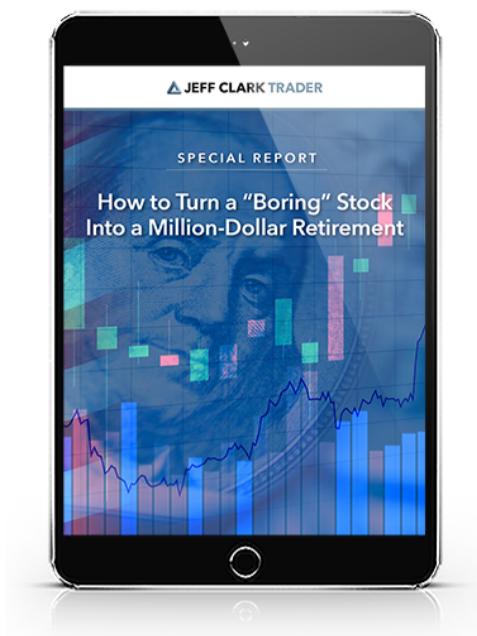 JEFF CLARK TRADER
SPECIAL REPORT
How to Turn a “Boring” Stock
Into a Million-Dollar Retirement